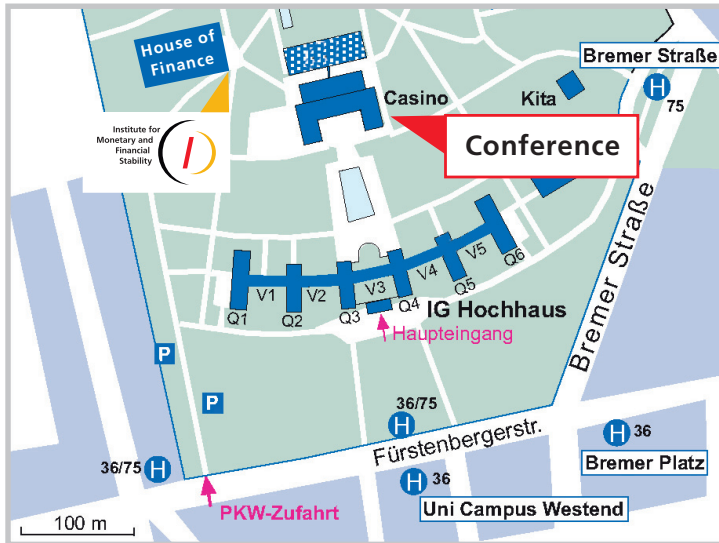 House of
Finance
Bremer Straße
H
75
Casino
Kita
Institute for
Monetary and
Financial
Stability
Conference
Bremer Straße
Q1
V1
Q2
V2
Q3
V3
Q4
V4
Q5
V5
Q6
IG Hochhaus
Haupteingang
P
P
36/75
H
Fürstenbergerstr.
H 36
Bremer Platz
36/75 H
H 36
Uni Campus Westend
PKW-Zufahrt
100 m